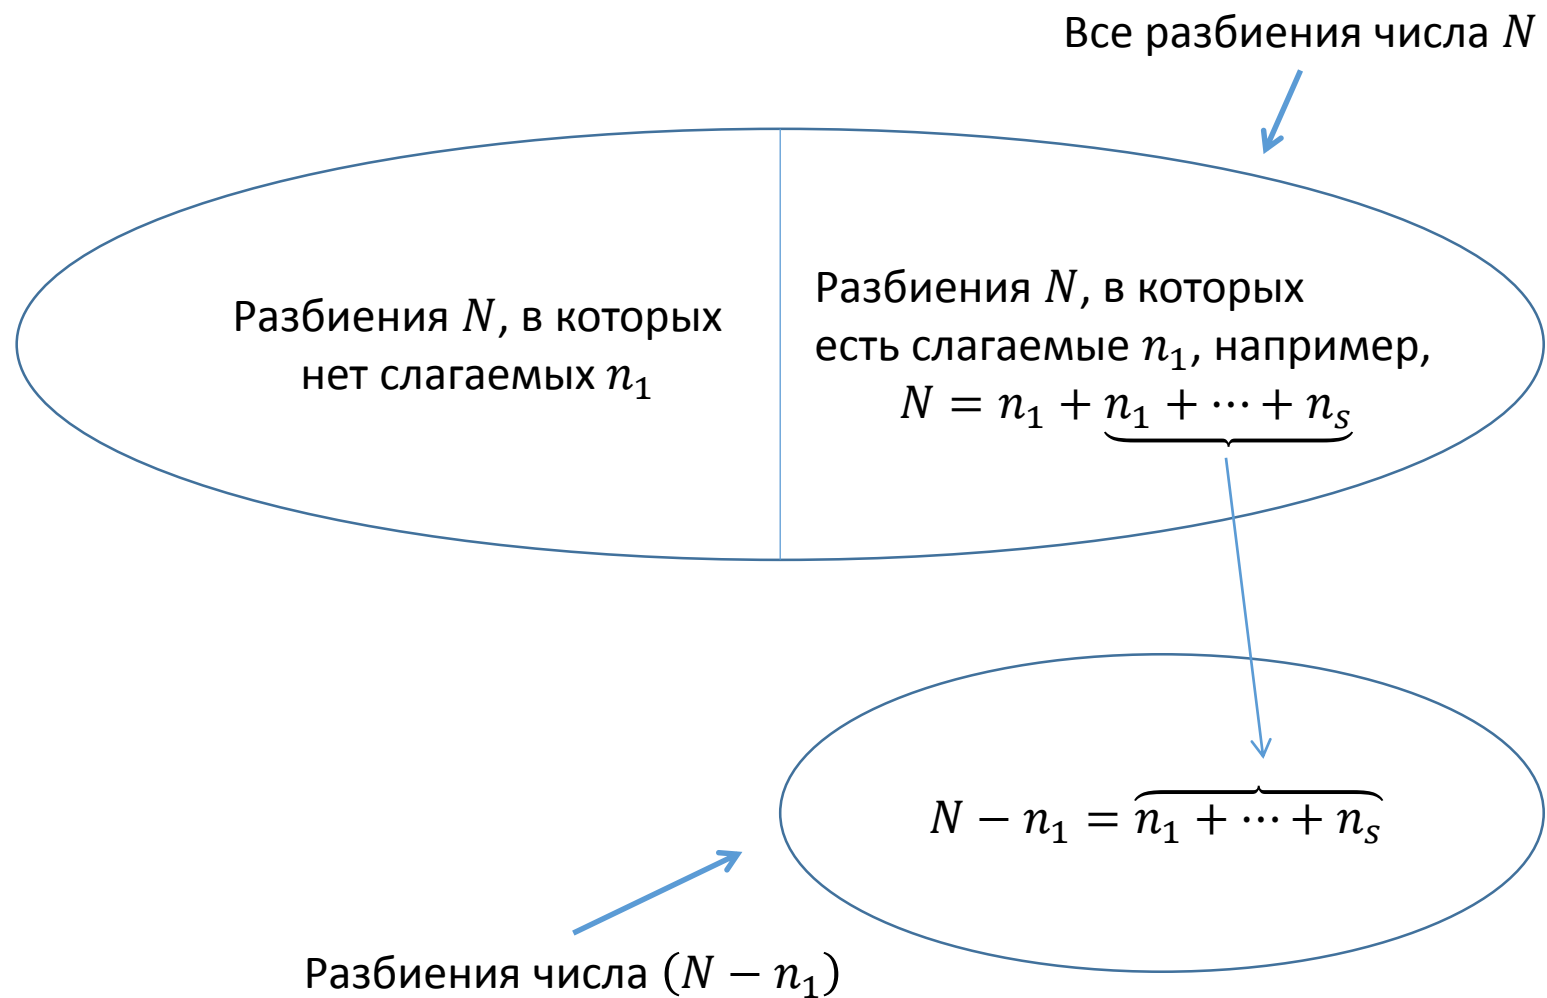 Все разбиения числа N
Разбиения N, в которых
нет слагаемых n₁
Разбиения N, в которых
есть слагаемые n₁, например,
N = n₁ + n₁ + ⋯ + nₛ
N − n₁ = n₁ + ⋯ + nₛ
Разбиения числа (N − n₁)